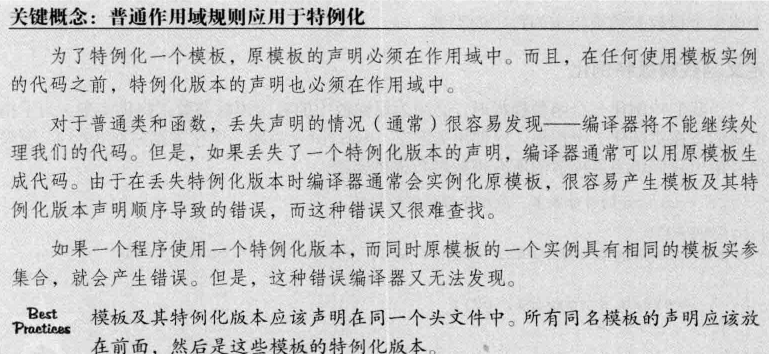 关键概念：普通作用域规则应用于特例化
为了特例化一个模板，原模板的声明必须在作用域中。而且，在任何使用模板实例
的代码之前，特例化版本的声明也必须在作用域中。
对于普通类和函数，丢失声明的情况（通常）很容易发现——编译器将不能继续处
理我们的代码。但是，如果丢失了一个特例化版本的声明，编译器通常可以用原模板生
成代码。由于在丢失特例化版本时编译器通常会实例化原模板，很容易产生模板及其特
例化版本声明顺序导致的错误，而这种错误又很难查找。
如果一个程序使用一个特例化版本，而同时原模板的一个实例具有相同的模板实参
集合，就会产生错误。但是，这种错误编译器又无法发现。
Best 模板及其特例化版本应该声明在同一个头文件中。所有同名模板的声明应该放
Practices 在前面，然后是这些模板的特例化版本。